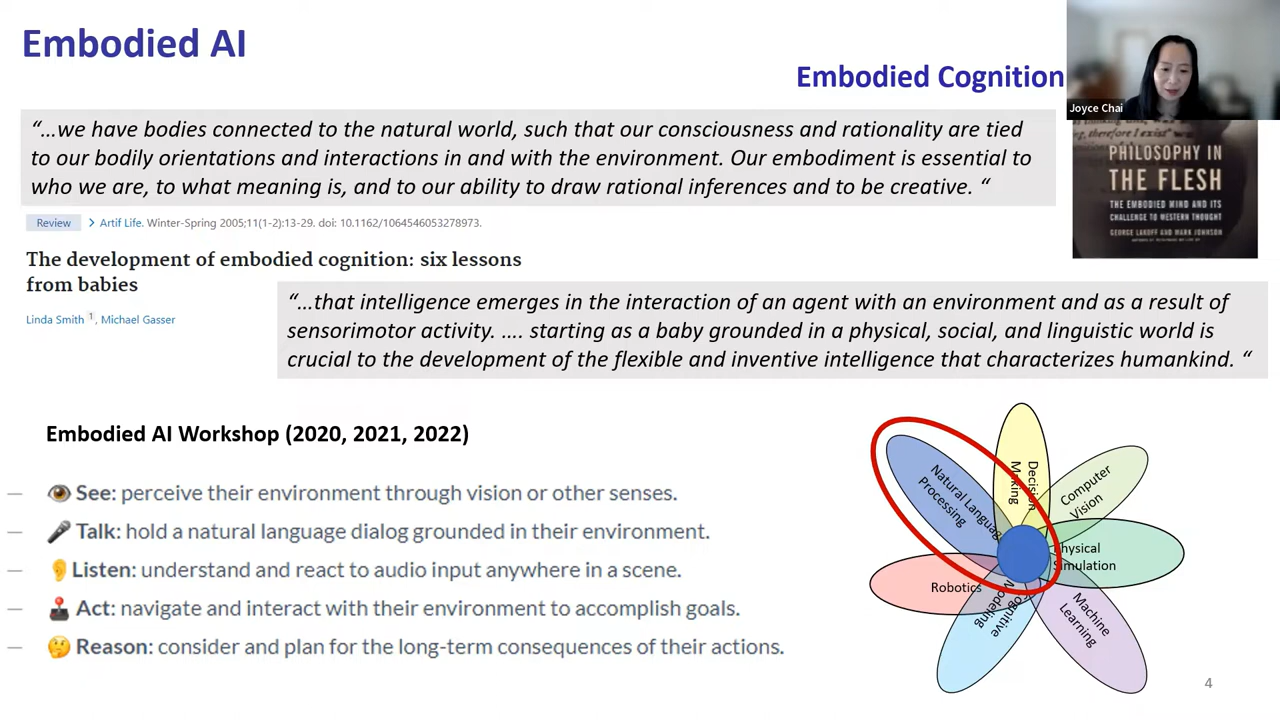 Embodied AI
Embodied Cognition
Joyce Chai
“…we have bodies connected to the natural world, such that our consciousness and rationality are tied
to our bodily orientations and interactions in and with the environment. Our embodiment is essential to
who we are, to what meaning is, and to our ability to draw rational inferences and to be creative. “
therefore I exist"
PHILOSOPHY IN
THE FLESH
THE EMBODIED MIND AND ITS
CHALLENGE TO WESTERN THOUGHT
GEORGE LAKOFF AND MARK JOHNSON
Review > Artif Life. Winter-Spring 2005;11(1-2):13-29. doi: 10.1162/1064546053278973.
The development of embodied cognition: six lessons
from babies
Linda Smith 1, Michael Gasser
“…that intelligence emerges in the interaction of an agent with an environment and as a result of
sensorimotor activity. …. starting as a baby grounded in a physical, social, and linguistic world is
crucial to the development of the flexible and inventive intelligence that characterizes humankind. “
Embodied AI Workshop (2020, 2021, 2022)
— See: perceive their environment through vision or other senses.
— Talk: hold a natural language dialog grounded in their environment.
— Listen: understand and react to audio input anywhere in a scene.
— Act: navigate and interact with their environment to accomplish goals.
— Reason: consider and plan for the long-term consequences of their actions.
Natural Languag
Processing
Decision
Making
Computer
Vision
Physical
Simulation
Machine
Learning
Cognitive
Modeling
Robotics
4